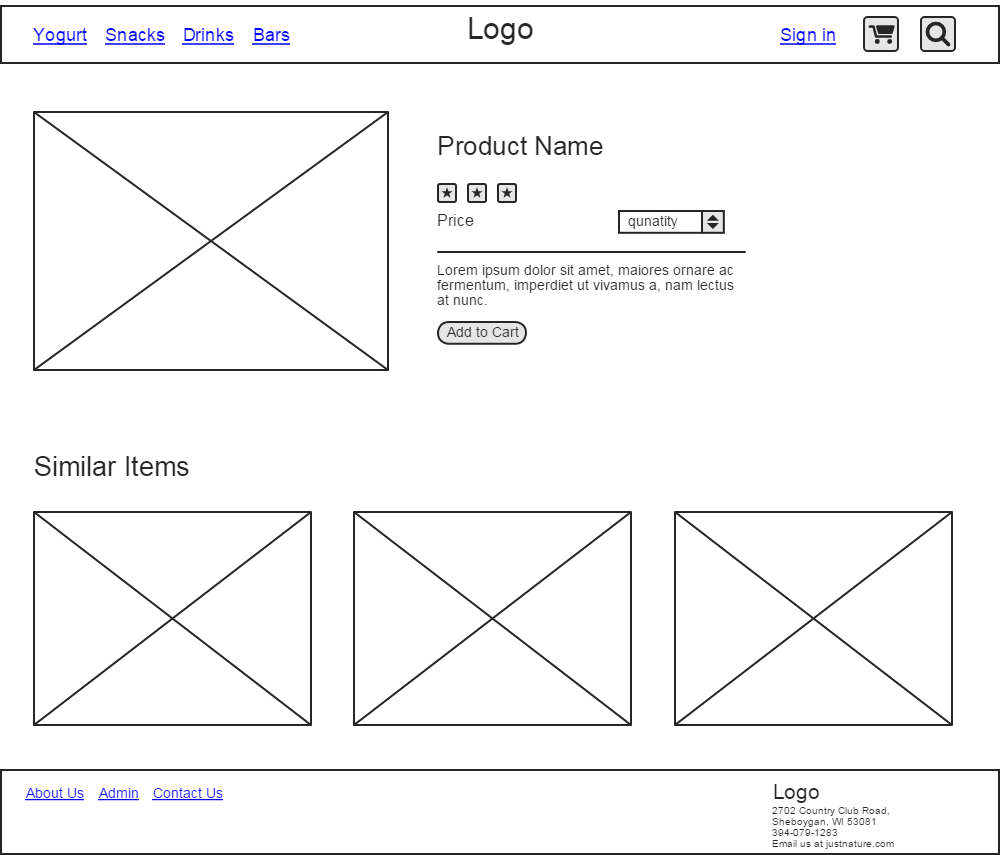 Yogurt Snacks Drinks Bars Logo Sign in
Product Name
Price qunatity
Lorem ipsum dolor sit amet, maiores ornare ac
fermentum, imperdiet ut vivamus a, nam lectus
at nunc.
Add to Cart
Similar Items
About Us Admin Contact Us
Logo
2702 Country Club Road,
Sheboygan, WI 53081
394-079-1283
Email us at justnature.com